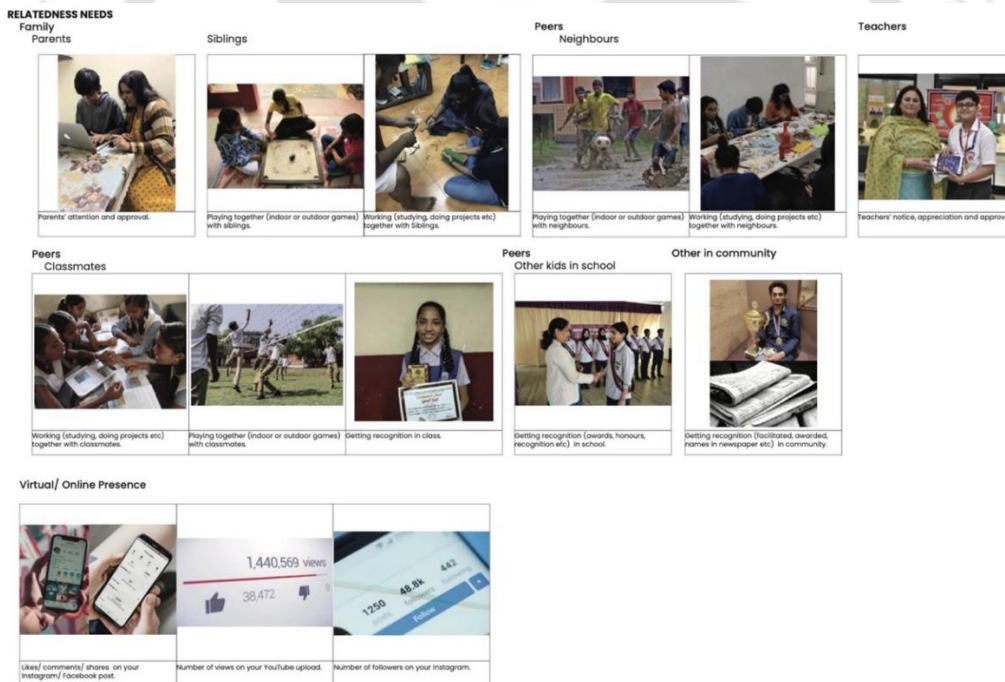 RELATEDNESS NEEDS
Family
Parents
Siblings
Peers
Neighbours
Teachers
Parents' attention and approval.
Playing together (indoor or outdoor games)
with siblings.
Working (studying, doing projects etc)
together with Siblings.
Playing together (indoor or outdoor games)
with neighbours.
Working (studying, doing projects etc)
together with neighbours.
Teachers' notice, appreciation and approv
Peers
Classmates
Peers
Other kids in school
Other in community
Working (studying, doing projects etc)
together with classmates.
Playing together (indoor or outdoor games)
with classmates.
Getting recognition in class.
Getting recognition (awards, honours,
recognition etc) in school.
Getting recognition (facilitated, awarded,
names in newspaper etc) in community.
Virtual/ Online Presence
1,440,569 views
38,472
0
1250
posts
48.8k
followers
442
following
Follow
Likes/ comments/ shares on your
Instagram/ Facebook post.
Number of views on your YouTube upload.
Number of followers on your Instagram.